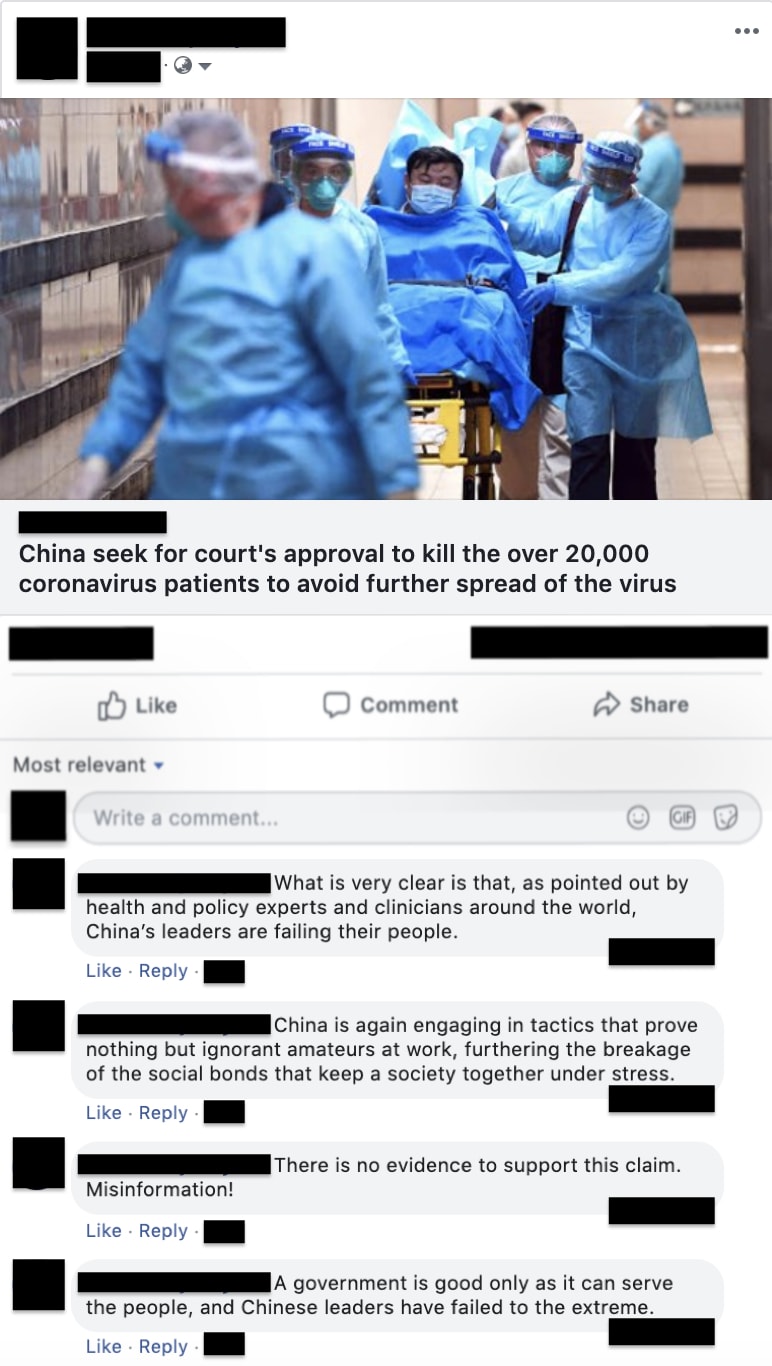 China seek for court's approval to kill the over 20,000
coronavirus patients to avoid further spread of the virus
Like
Comment
Share
Most relevant
Write a comment...
GIF
What is very clear is that, as pointed out by
health and policy experts and clinicians around the world,
China’s leaders are failing their people.
Like · Reply ·
China is again engaging in tactics that prove
nothing but ignorant amateurs at work, furthering the breakage
of the social bonds that keep a society together under stress.
Like · Reply ·
There is no evidence to support this claim.
Misinformation!
Like · Reply ·
A government is good only as it can serve
the people, and Chinese leaders have failed to the extreme.
Like · Reply ·